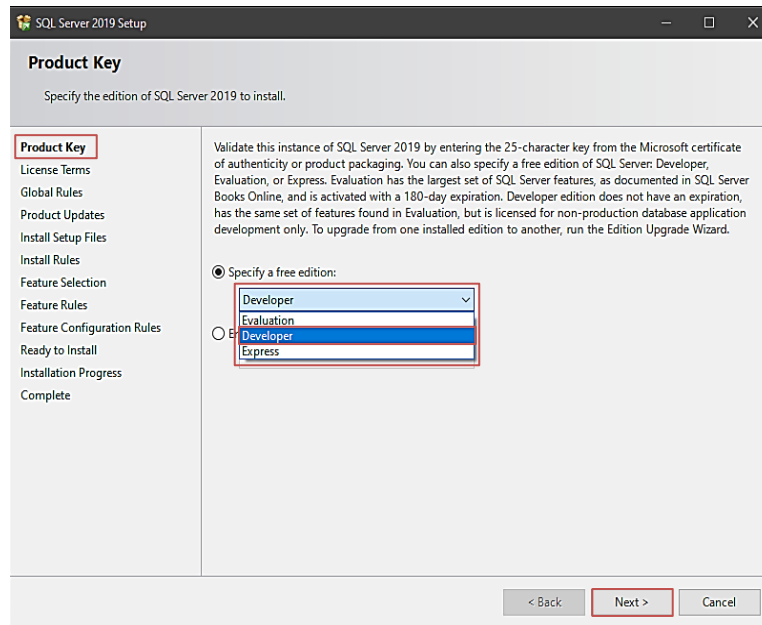 SQL Server 2019 Setup
Product Key
Specify the edition of SQL Server 2019 to install.
Product Key
License Terms
Global Rules
Product Updates
Install Setup Files
Install Rules
Feature Selection
Feature Rules
Feature Configuration Rules
Ready to Install
Installation Progress
Complete
Validate this instance of SQL Server 2019 by entering the 25-character key from the Microsoft certificate
of authenticity or product packaging. You can also specify a free edition of SQL Server: Developer,
Evaluation, or Express. Evaluation has the largest set of SQL Server features, as documented in SQL Server
Books Online, and is activated with a 180-day expiration. Developer edition does not have an expiration,
has the same set of features found in Evaluation, but is licensed for non-production database application
development only. To upgrade from one installed edition to another, run the Edition Upgrade Wizard.
Specify a free edition:
Developer
Evaluation
Developer
Express
< Back
Next >
Cancel